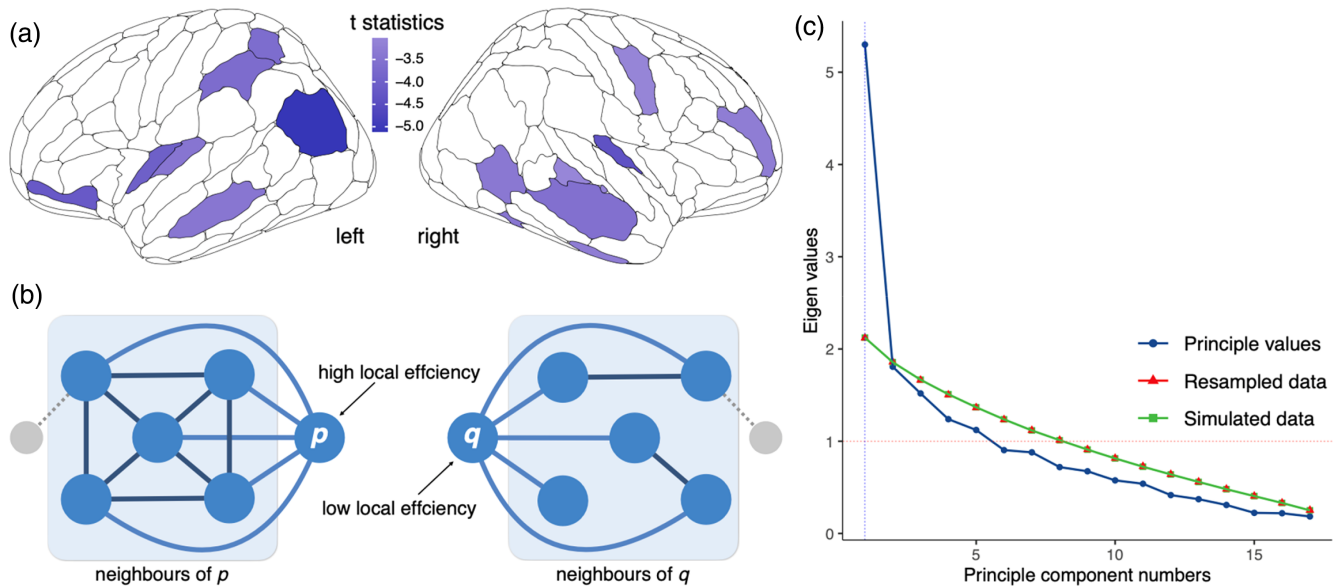 (a)
t statistics
−3.5
−4.0
−4.5
−5.0
left
right
(b)
p
high local effciency
q
low local effciency
neighbours of p
neighbours of q
(c)
Eigen values
5
4
3
2
1
0
Principle values
Resampled data
Simulated data
5
10
15
Principle component numbers